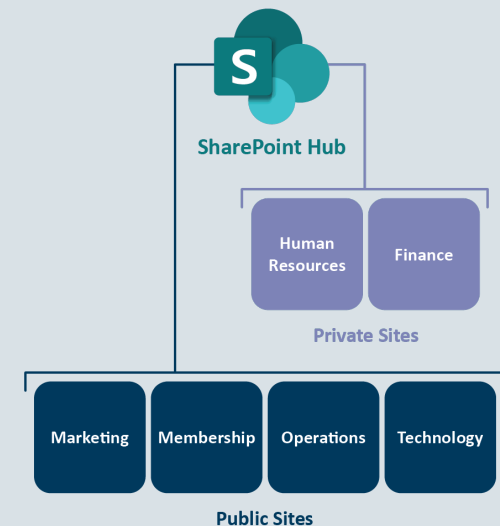 S
SharePoint Hub
Human
Resources
Finance
Private Sites
Marketing
Membership
Operations
Technology
Public Sites